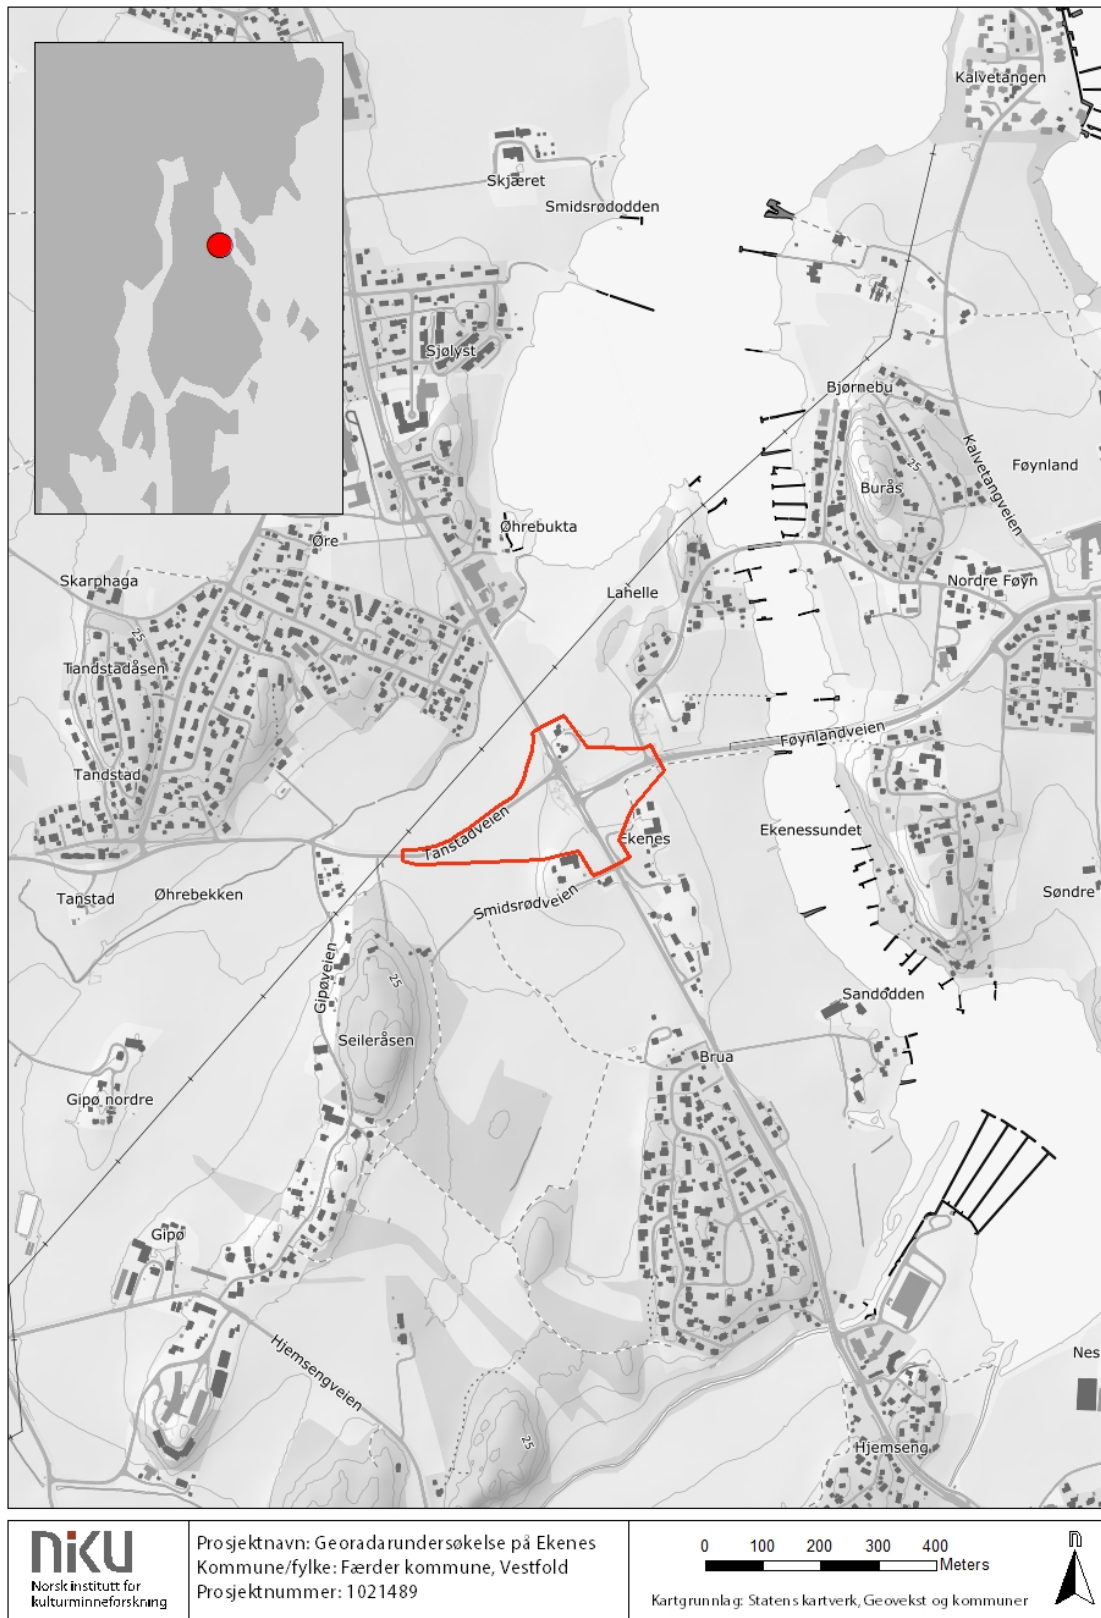 Kalvetangen
Skjæret
Smidsrødodden
Sjølyst
Bjørnebu
Kalvetangveien
Føynland
25
Burås
Øhrebukta
Øre
Skarphaga
Lahelle
Nordre Føyn
25
Tandstadåsen
Føynlandveien
Tandstad
Tanstadveien
Ekenes
Ekenessundet
Tanstad
Øhrebekken
Smidsrødveien
Søndre
Gipøveien
25
Sandodden
Seileråsen
Brua
Gipø nordre
Gipø
Hjemsengveien
Nes
25
Hjemseng
niku
Norsk institutt for
kulturminneforskning
Prosjektnavn: Georadarundersøkelse på Ekenes
Kommune/fylke: Færder kommune, Vestfold
Prosjektnummer: 1021489
0 100 200 300 400
Meters
Kartgrunnlag: Statens kartverk, Geovekst og kommuner
n